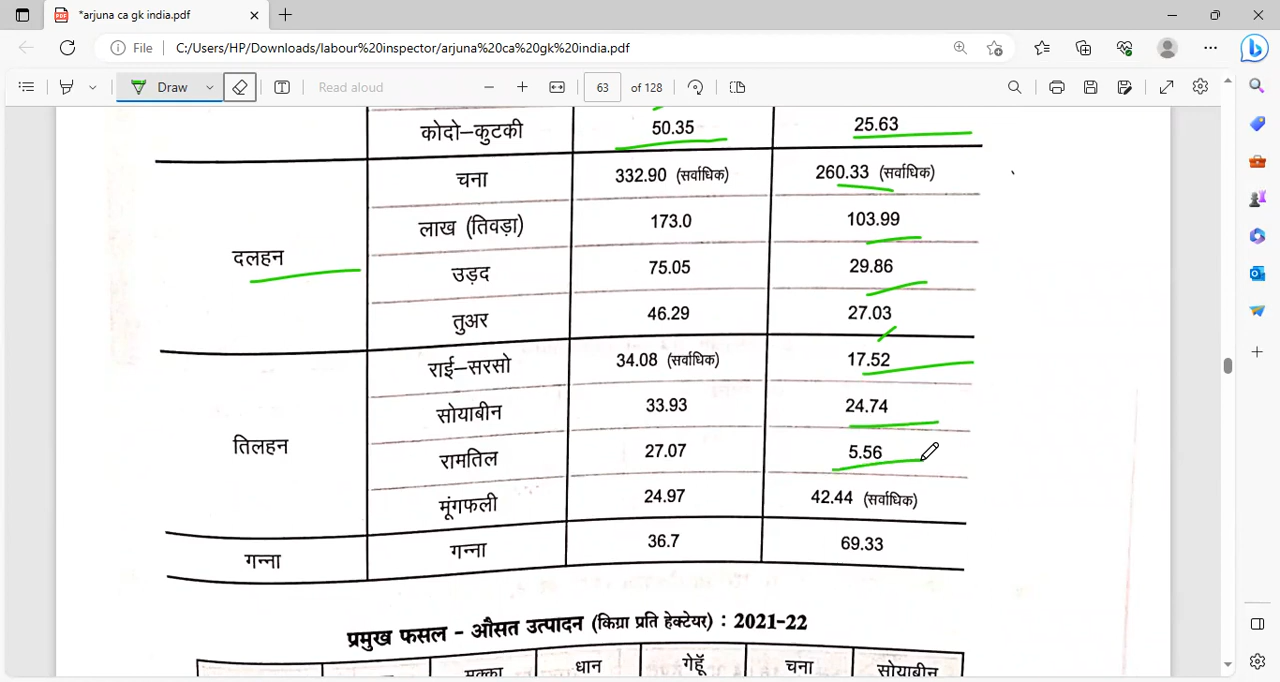 *arjuna ca gk india.pdf
File C:/Users/HP/Downloads/labour%20inspector/arjuna%20ca%20gk%20india.pdf
Draw Read aloud 63 of 128
कोदो–कुटकी 50.35 25.63
दलहन
चना 332.90 (सर्वाधिक) 260.33 (सर्वाधिक)
लाख (तिवड़ा) 173.0 103.99
उड़द 75.05 29.86
तुअर 46.29 27.03
तिलहन
राई–सरसो 34.08 (सर्वाधिक) 17.52
सोयाबीन 33.93 24.74
रामतिल 27.07 5.56
मूंगफली 24.97 42.44 (सर्वाधिक)
गन्ना गन्ना 36.7 69.33
प्रमुख फसल - औसत उत्पादन (किग्रा प्रति हेक्टेयर) : 2021-22
मक्का धान गेहूँ चना सोयाबीन